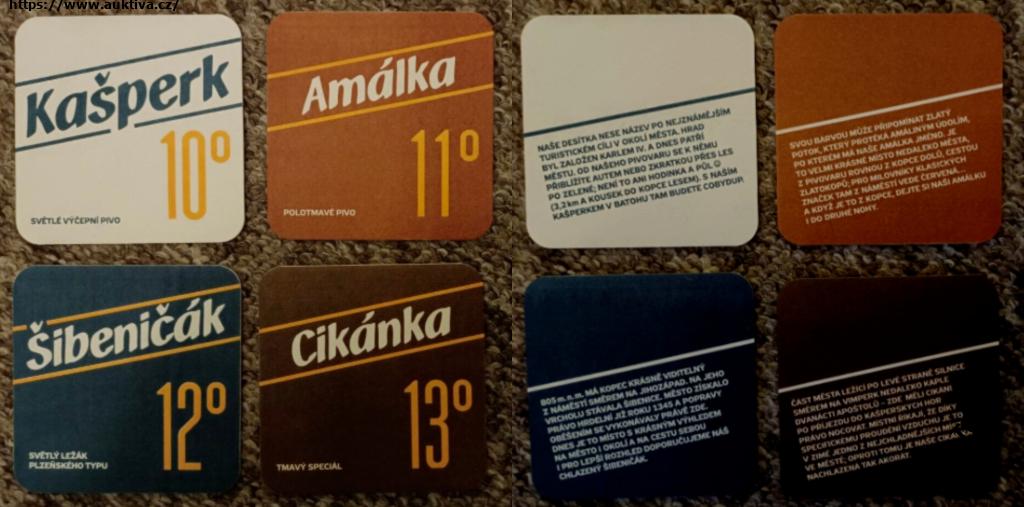 https://www.auktiva.cz/
Kašperk
10°
SVĚTLÉ VÝČEPNÍ PIVO
Amálka
11°
POLOTMAVÉ PIVO
NAŠE DESÍTKA NESE NÁZEV PO NEJZNÁMĚJŠÍM
TURISTICKÉM CÍLI V OKOLÍ MĚSTA. HRAD
BYL ZALOŽEN KARLEM IV. A DNES PATŘÍ
MĚSTU. OD NAŠEHO PIVOVARU SE K NĚMU
PŘIBLÍŽÍTE AUTEM NEBO ZKRATKOU PŘES LES
PO ZELENÉ; NENÍ TO ANI HODINKA A PŮL ☺
(3,2 km A KOUSEK DO KOPCE LESEM). S NAŠÍM
KAŠPERKEM V BATOHU TAM BUDETE COBYDUP.
SVOU BARVOU MŮŽE PŘIPOMÍNAT ZLATÝ
POTOK, KTERÝ PROTÉKÁ AMÁLINÝM ÚDOLÍM,
PO KTERÉM MÁ NAŠE AMÁLKA JMÉNO. JE
TO VELMI KRÁSNÉ MÍSTO NEDALEKO MĚSTA,
Z PIVOVARU ROVNOU Z KOPCE DOLŮ. CESTOU
ZLATOKOPŮ; PRO MILOVNÍKY KLASICKÝCH
ZNAČEK TAM Z NÁMĚSTÍ VEDE ČERVENÁ...
A KDYŽ JE TO Z KOPCE, DEJTE SI NAŠI AMÁLKU
I DO DRUHÉ NOHY.
Šibeničák
12°
SVĚTLÝ LEŽÁK
PLZEŇSKÉHO TYPU
Cikánka
13°
TMAVÝ SPECIÁL
805 m. n. m. MÁ KOPEC KRÁSNĚ VIDITELNÝ
Z NÁMĚSTÍ SMĚREM NA JIHOZÁPAD. NA JEHO
VRCHOLU STÁVALA ŠIBENICE. MĚSTO ZÍSKALO
PRÁVO HRDELNÍ JIŽ ROKU 1345 A POPRAVY
OBĚŠENÍM SE VYKONÁVALY PRÁVĚ ZDE.
DNES JE TO MÍSTO S KRÁSNÝM VÝHLEDEM
NA MĚSTO I OKOLÍ A NA CESTU SEBOU
I PRO LEPŠÍ ROZHLED DOPORUČUJEME NÁŠ
CHLAZENÝ ŠIBENIČÁK.
ČÁST MĚSTA LEŽÍCÍ PO LEVÉ STRANĚ SILNICE
SMĚREM NA VIMPERK NEDALEKO KAPLE
DVANÁCTI APOŠTOLŮ – ZDE MĚLI CIKÁNI
PO PŘÍJEZDU DO KAŠPERSKÝCH HOR
PRÁVO NOCOVAT. MÍSTNÍ ŘÍKAJÍ, ŽE DÍKY
SPECIFICKÉMU PROUDĚNÍ VZDUCHU JE TO
V ZIMĚ JEDNO Z NEJCHLADNĚJŠÍCH MÍST
VE MĚSTĚ; OPROTI TOMU JE NAŠE
NACHLAZENÁ TAK AKORÁT.